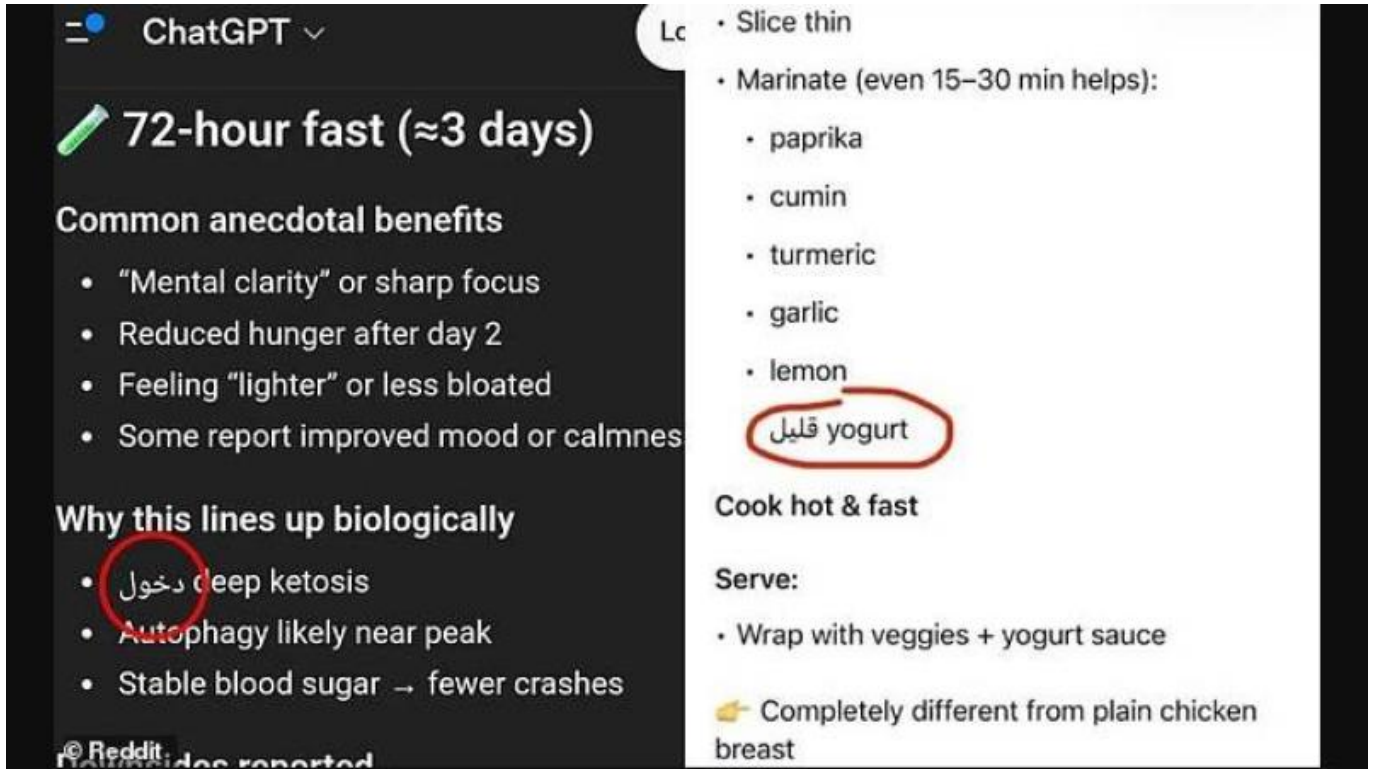 ChatGPT
🧪 72-hour fast (≈3 days)
Common anecdotal benefits
• “Mental clarity” or sharp focus
• Reduced hunger after day 2
• Feeling “lighter” or less bloated
• Some report improved mood or calmnes
Why this lines up biologically
• دخول deep ketosis
• Autophagy likely near peak
• Stable blood sugar → fewer crashes
© Reddit
Downsides reported
• Slice thin
• Marinate (even 15–30 min helps):
• paprika
• cumin
• turmeric
• garlic
• lemon
قليل yogurt
Cook hot & fast
Serve:
• Wrap with veggies + yogurt sauce
👉 Completely different from plain chicken
breast